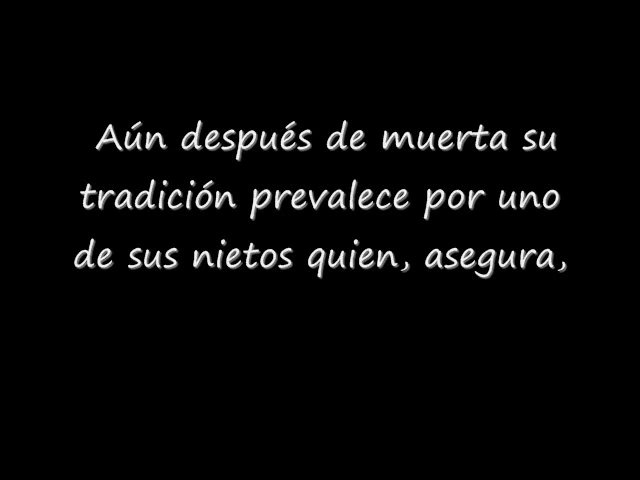 Aún después de muerta su
tradición prevalece por uno
de sus nietos quien, asegura,